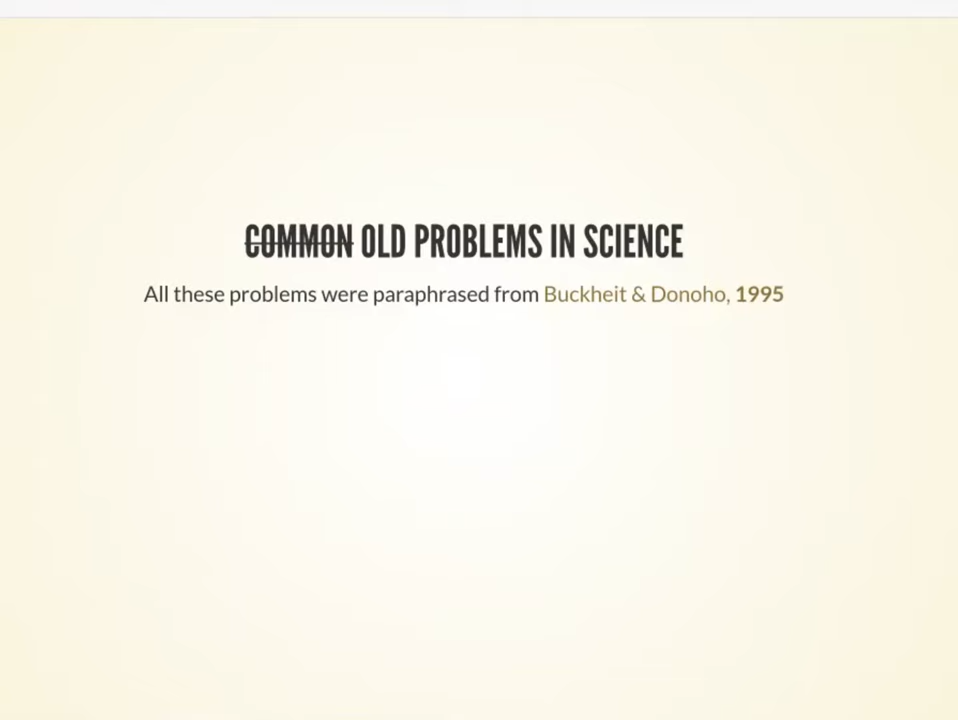 COMMON OLD PROBLEMS IN SCIENCE
All these problems were paraphrased from Buckheit & Donoho, 1995